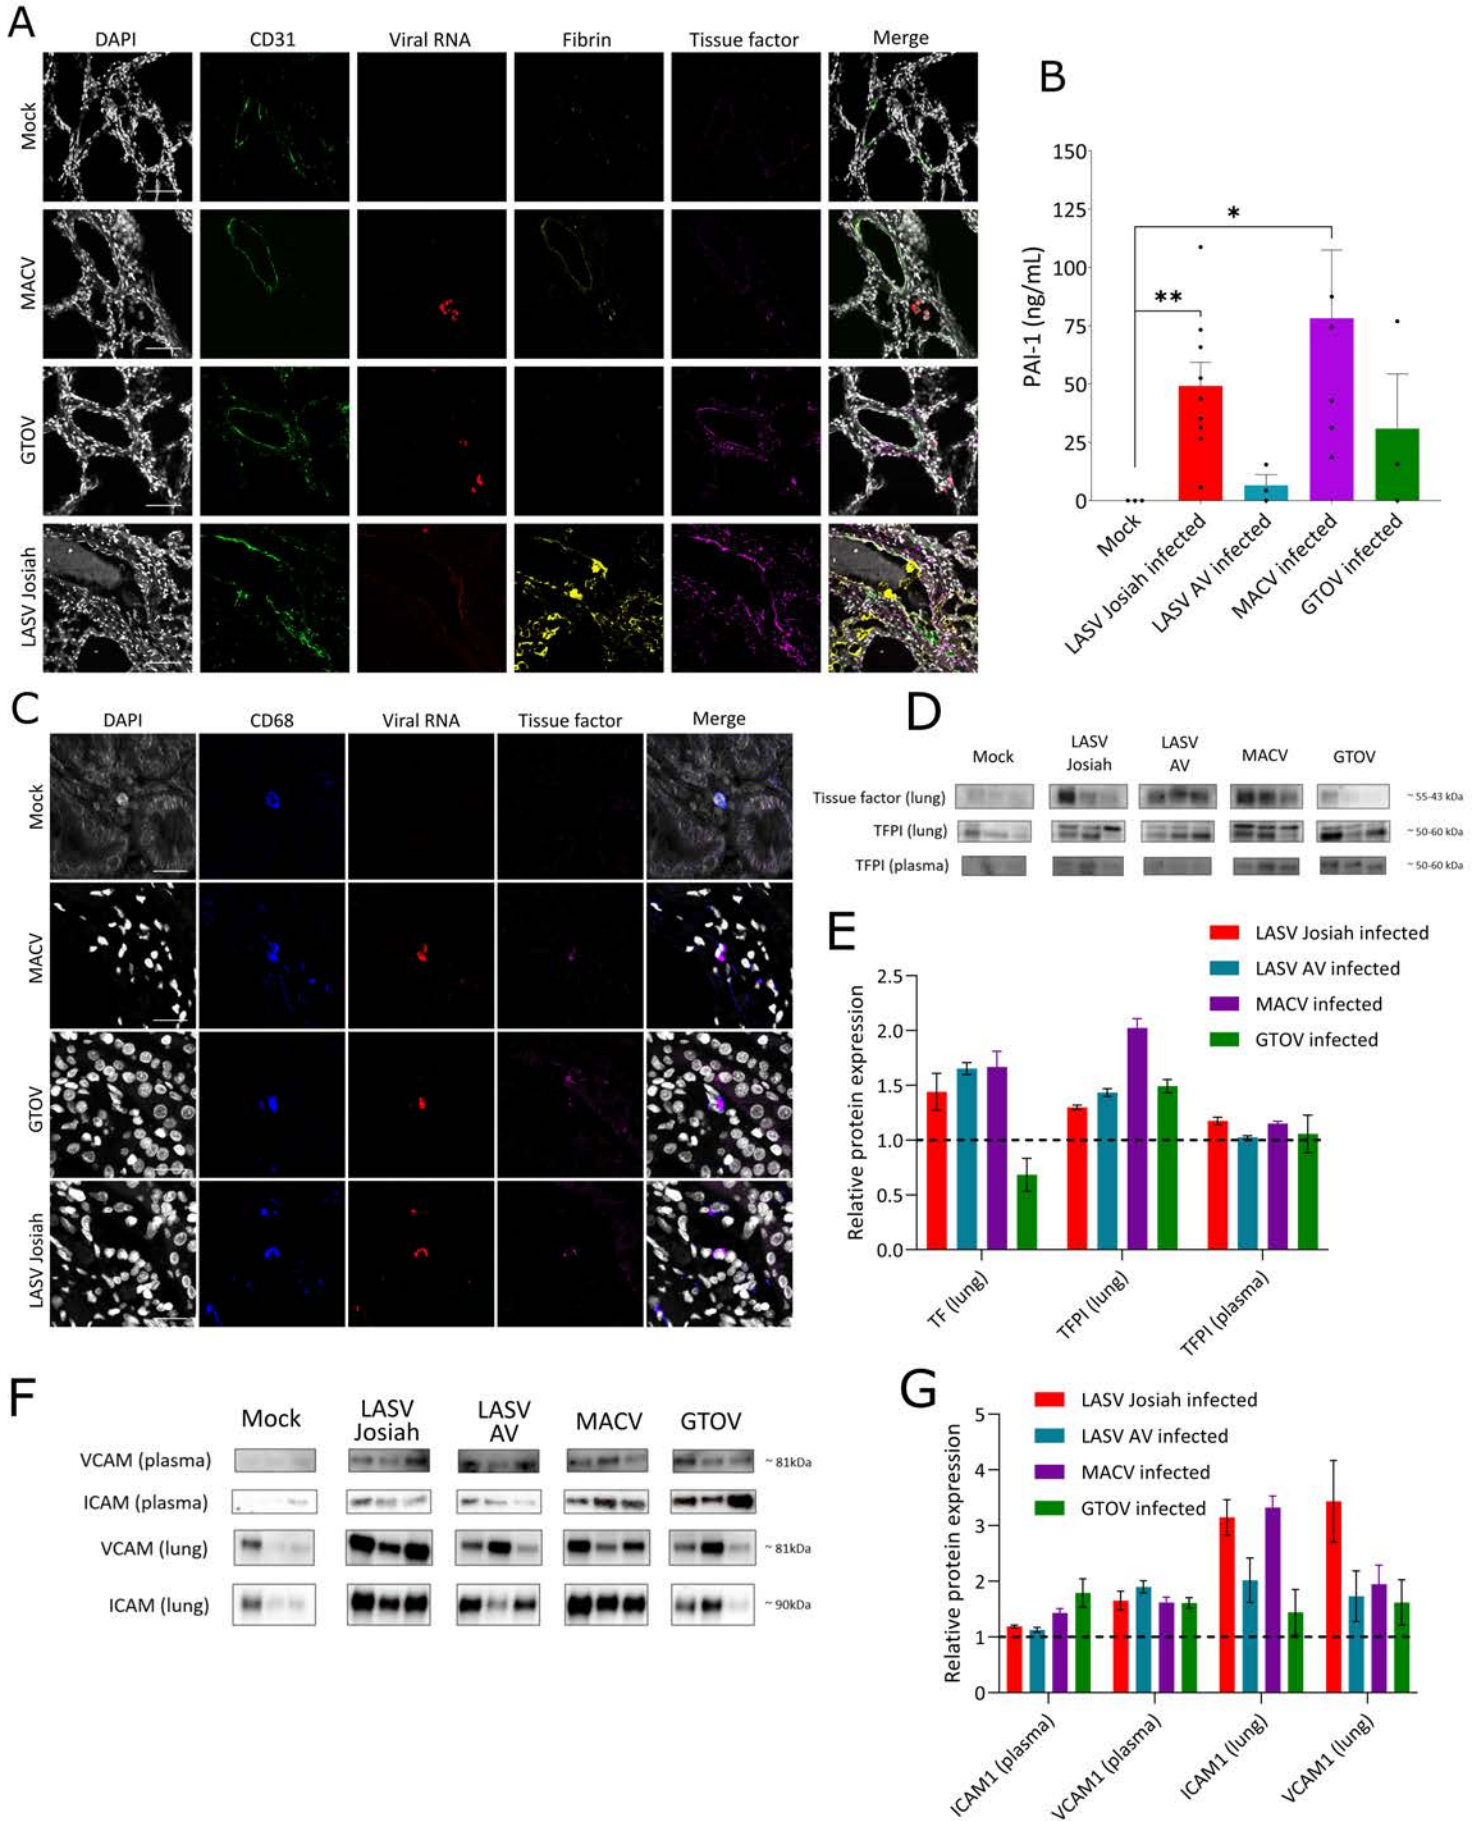 A
DAPI CD31 Viral RNA Fibrin Tissue factor Merge
Mock
MACV
GTOV
LASV Josiah
B
PAI-1 (ng/mL)
150
125
100
75
50
25
0
*
**
Mock
LASV Josiah infected
LASV AV infected
MACV infected
GTOV infected
C
DAPI CD68 Viral RNA Tissue factor Merge
Mock
MACV
GTOV
LASV Josiah
D
Mock LASV Josiah LASV AV MACV GTOV
Tissue factor (lung) ~ 55-43 kDa
TFPI (lung) ~ 50-60 kDa
TFPI (plasma) ~ 50-60 kDa
E
LASV Josiah infected
LASV AV infected
MACV infected
GTOV infected
Relative protein expression
2.5
2.0
1.5
1.0
0.5
0.0
TF (lung)
TFPI (lung)
TFPI (plasma)
F
Mock LASV Josiah LASV AV MACV GTOV
VCAM (plasma) ~ 81kDa
ICAM (plasma)
VCAM (lung) ~ 81kDa
ICAM (lung) ~ 90kDa
G
LASV Josiah infected
LASV AV infected
MACV infected
GTOV infected
Relative protein expression
5
4
3
2
1
0
ICAM1 (plasma)
VCAM1 (plasma)
ICAM1 (lung)
VCAM1 (lung)